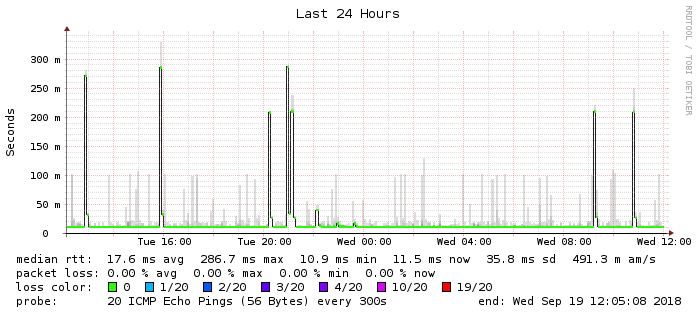 Last 24 Hours
RRDTOOL / TOBI OETIKER
Seconds
300 m
250 m
200 m
150 m
100 m
50 m
0
Tue 16:00 Tue 20:00 Wed 00:00 Wed 04:00 Wed 08:00 Wed 12:00
median rtt: 17.6 ms avg 286.7 ms max 10.9 ms min 11.5 ms now 35.8 ms sd 491.3 m am/s
packet loss: 0.00 % avg 0.00 % max 0.00 % min 0.00 % now
loss color: 0 1/20 2/20 3/20 4/20 10/20 19/20
probe: 20 ICMP Echo Pings (56 Bytes) every 300s end: Wed Sep 19 12:05:08 2018